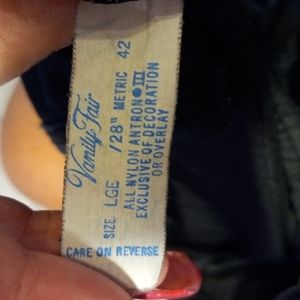 Vanity Fair
SIZE LGE /28" METRIC 42
ALL NYLON ANTRON III
EXCLUSIVE OF DECORATION
OR OVERLAY
CARE ON REVERSE